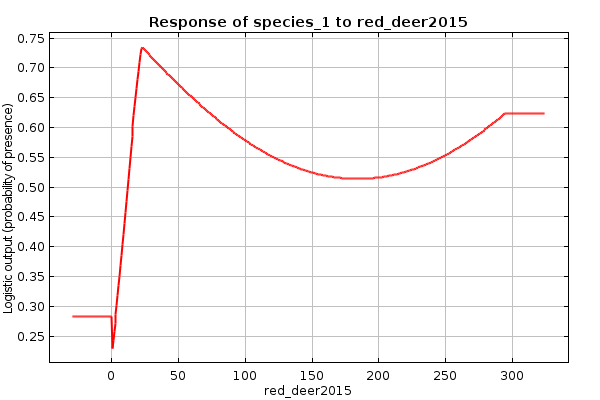 Response of species_1 to red_deer2015
Logistic output (probability of presence)
0.75
0.70
0.65
0.60
0.55
0.50
0.45
0.40
0.35
0.30
0.25
0 50 100 150 200 250 300
red_deer2015